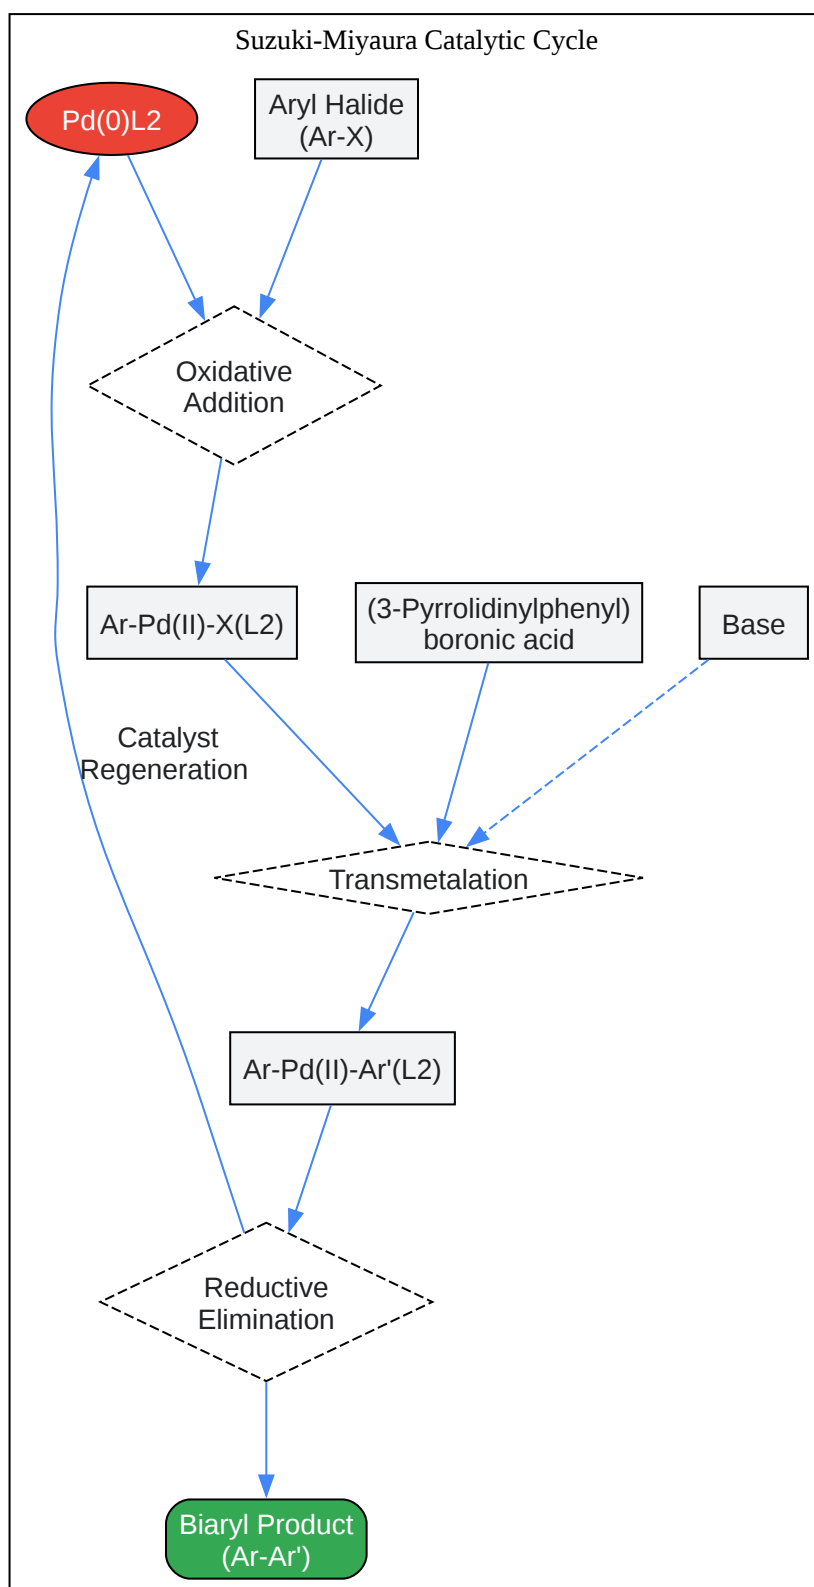 Suzuki-Miyaura Catalytic Cycle
Pd(0)L2
Aryl Halide
(Ar-X)
Oxidative
Addition
Ar-Pd(II)-X(L2)
(3-Pyrrolidinylphenyl)
boronic acid
Base
Catalyst
Regeneration
Transmetalation
Ar-Pd(II)-Ar'(L2)
Reductive
Elimination
Biaryl Product
(Ar-Ar')